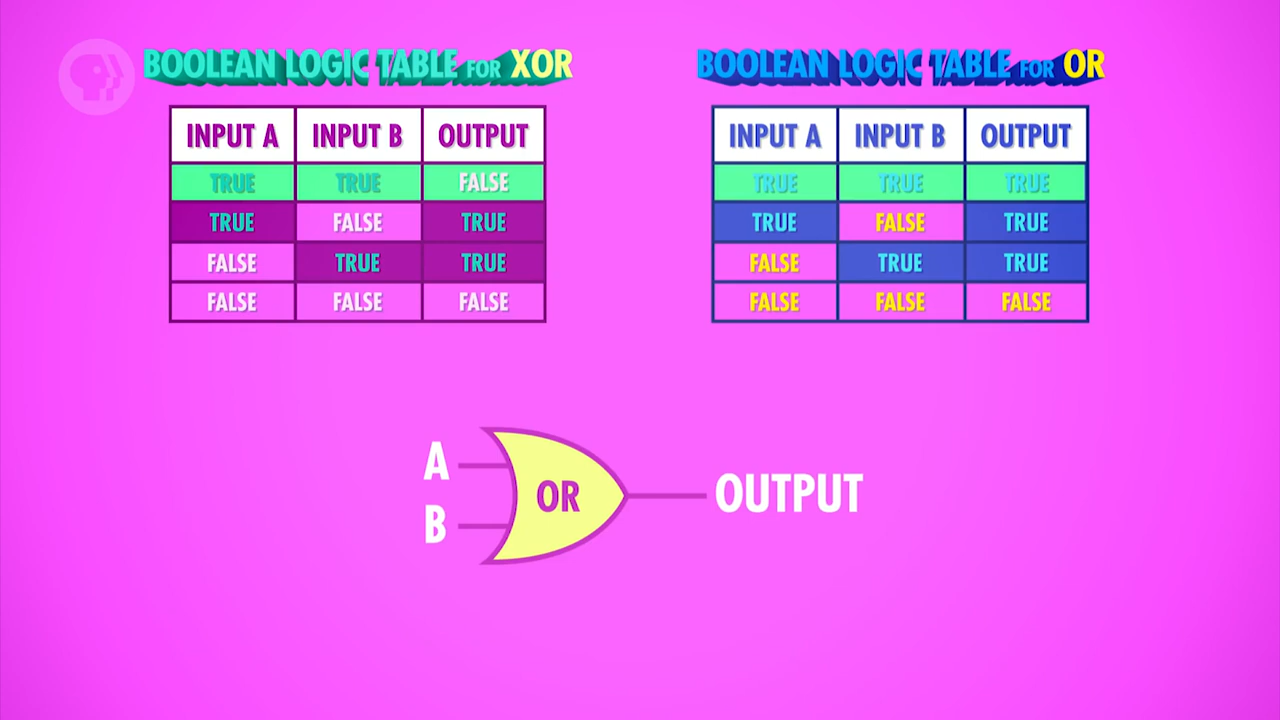 BOOLEAN LOGIC TABLE FOR XOR
INPUT A INPUT B OUTPUT
TRUE TRUE FALSE
TRUE FALSE TRUE
FALSE TRUE TRUE
FALSE FALSE FALSE
BOOLEAN LOGIC TABLE FOR OR
INPUT A INPUT B OUTPUT
TRUE TRUE TRUE
TRUE FALSE TRUE
FALSE TRUE TRUE
FALSE FALSE FALSE
A
B
OR
OUTPUT